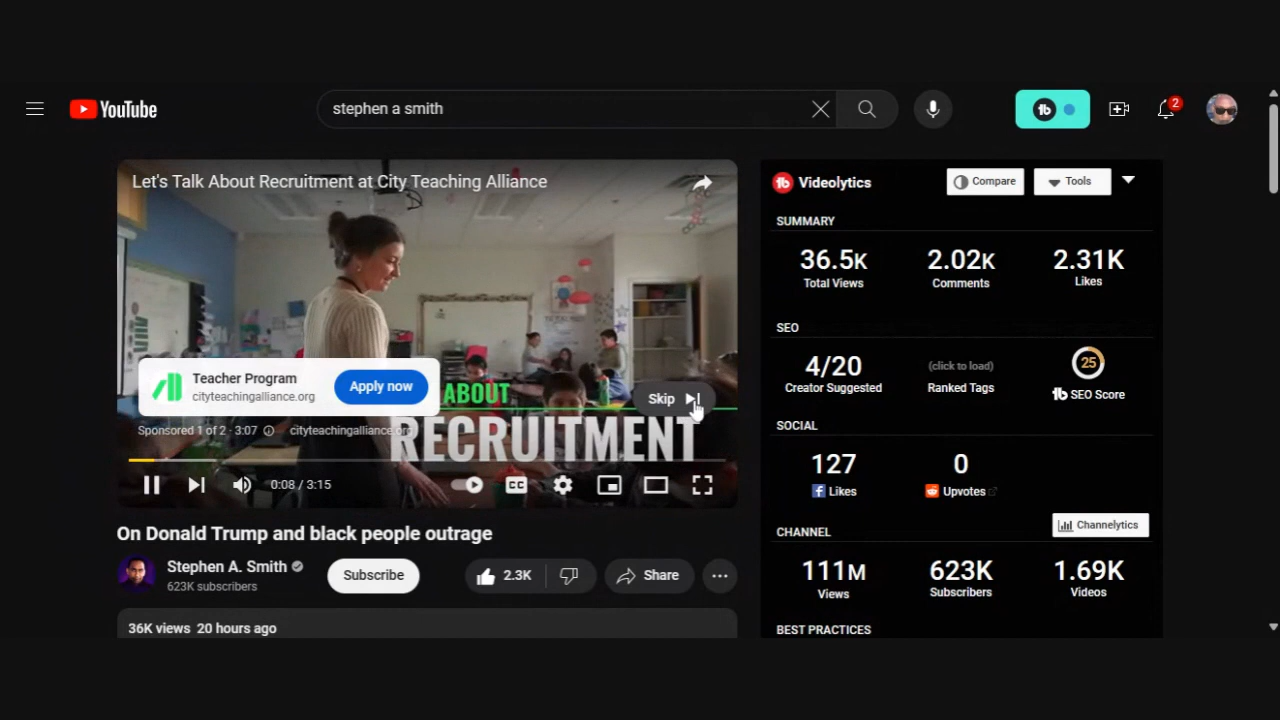 YouTube
stephen a smith
2
Let's Talk About Recruitment at City Teaching Alliance
Teacher Program
cityteachingalliance.org
Apply now
ABOUT
RECRUITMENT
Skip
Sponsored 1 of 2 · 3:07
cityteachingalliance.org
CC
0:08 / 3:15
On Donald Trump and black people outrage
Stephen A. Smith
623K subscribers
Subscribe
2.3K
Share
36K views 20 hours ago
Videolytics
Compare
Tools
SUMMARY
36.5K 2.02K 2.31K
Total Views Comments Likes
SEO
4/20 (click to load) 25
Creator Suggested Ranked Tags tb SEO Score
SOCIAL
127 0
Likes Upvotes
CHANNEL
Channelytics
111M 623K 1.69K
Views Subscribers Videos
BEST PRACTICES